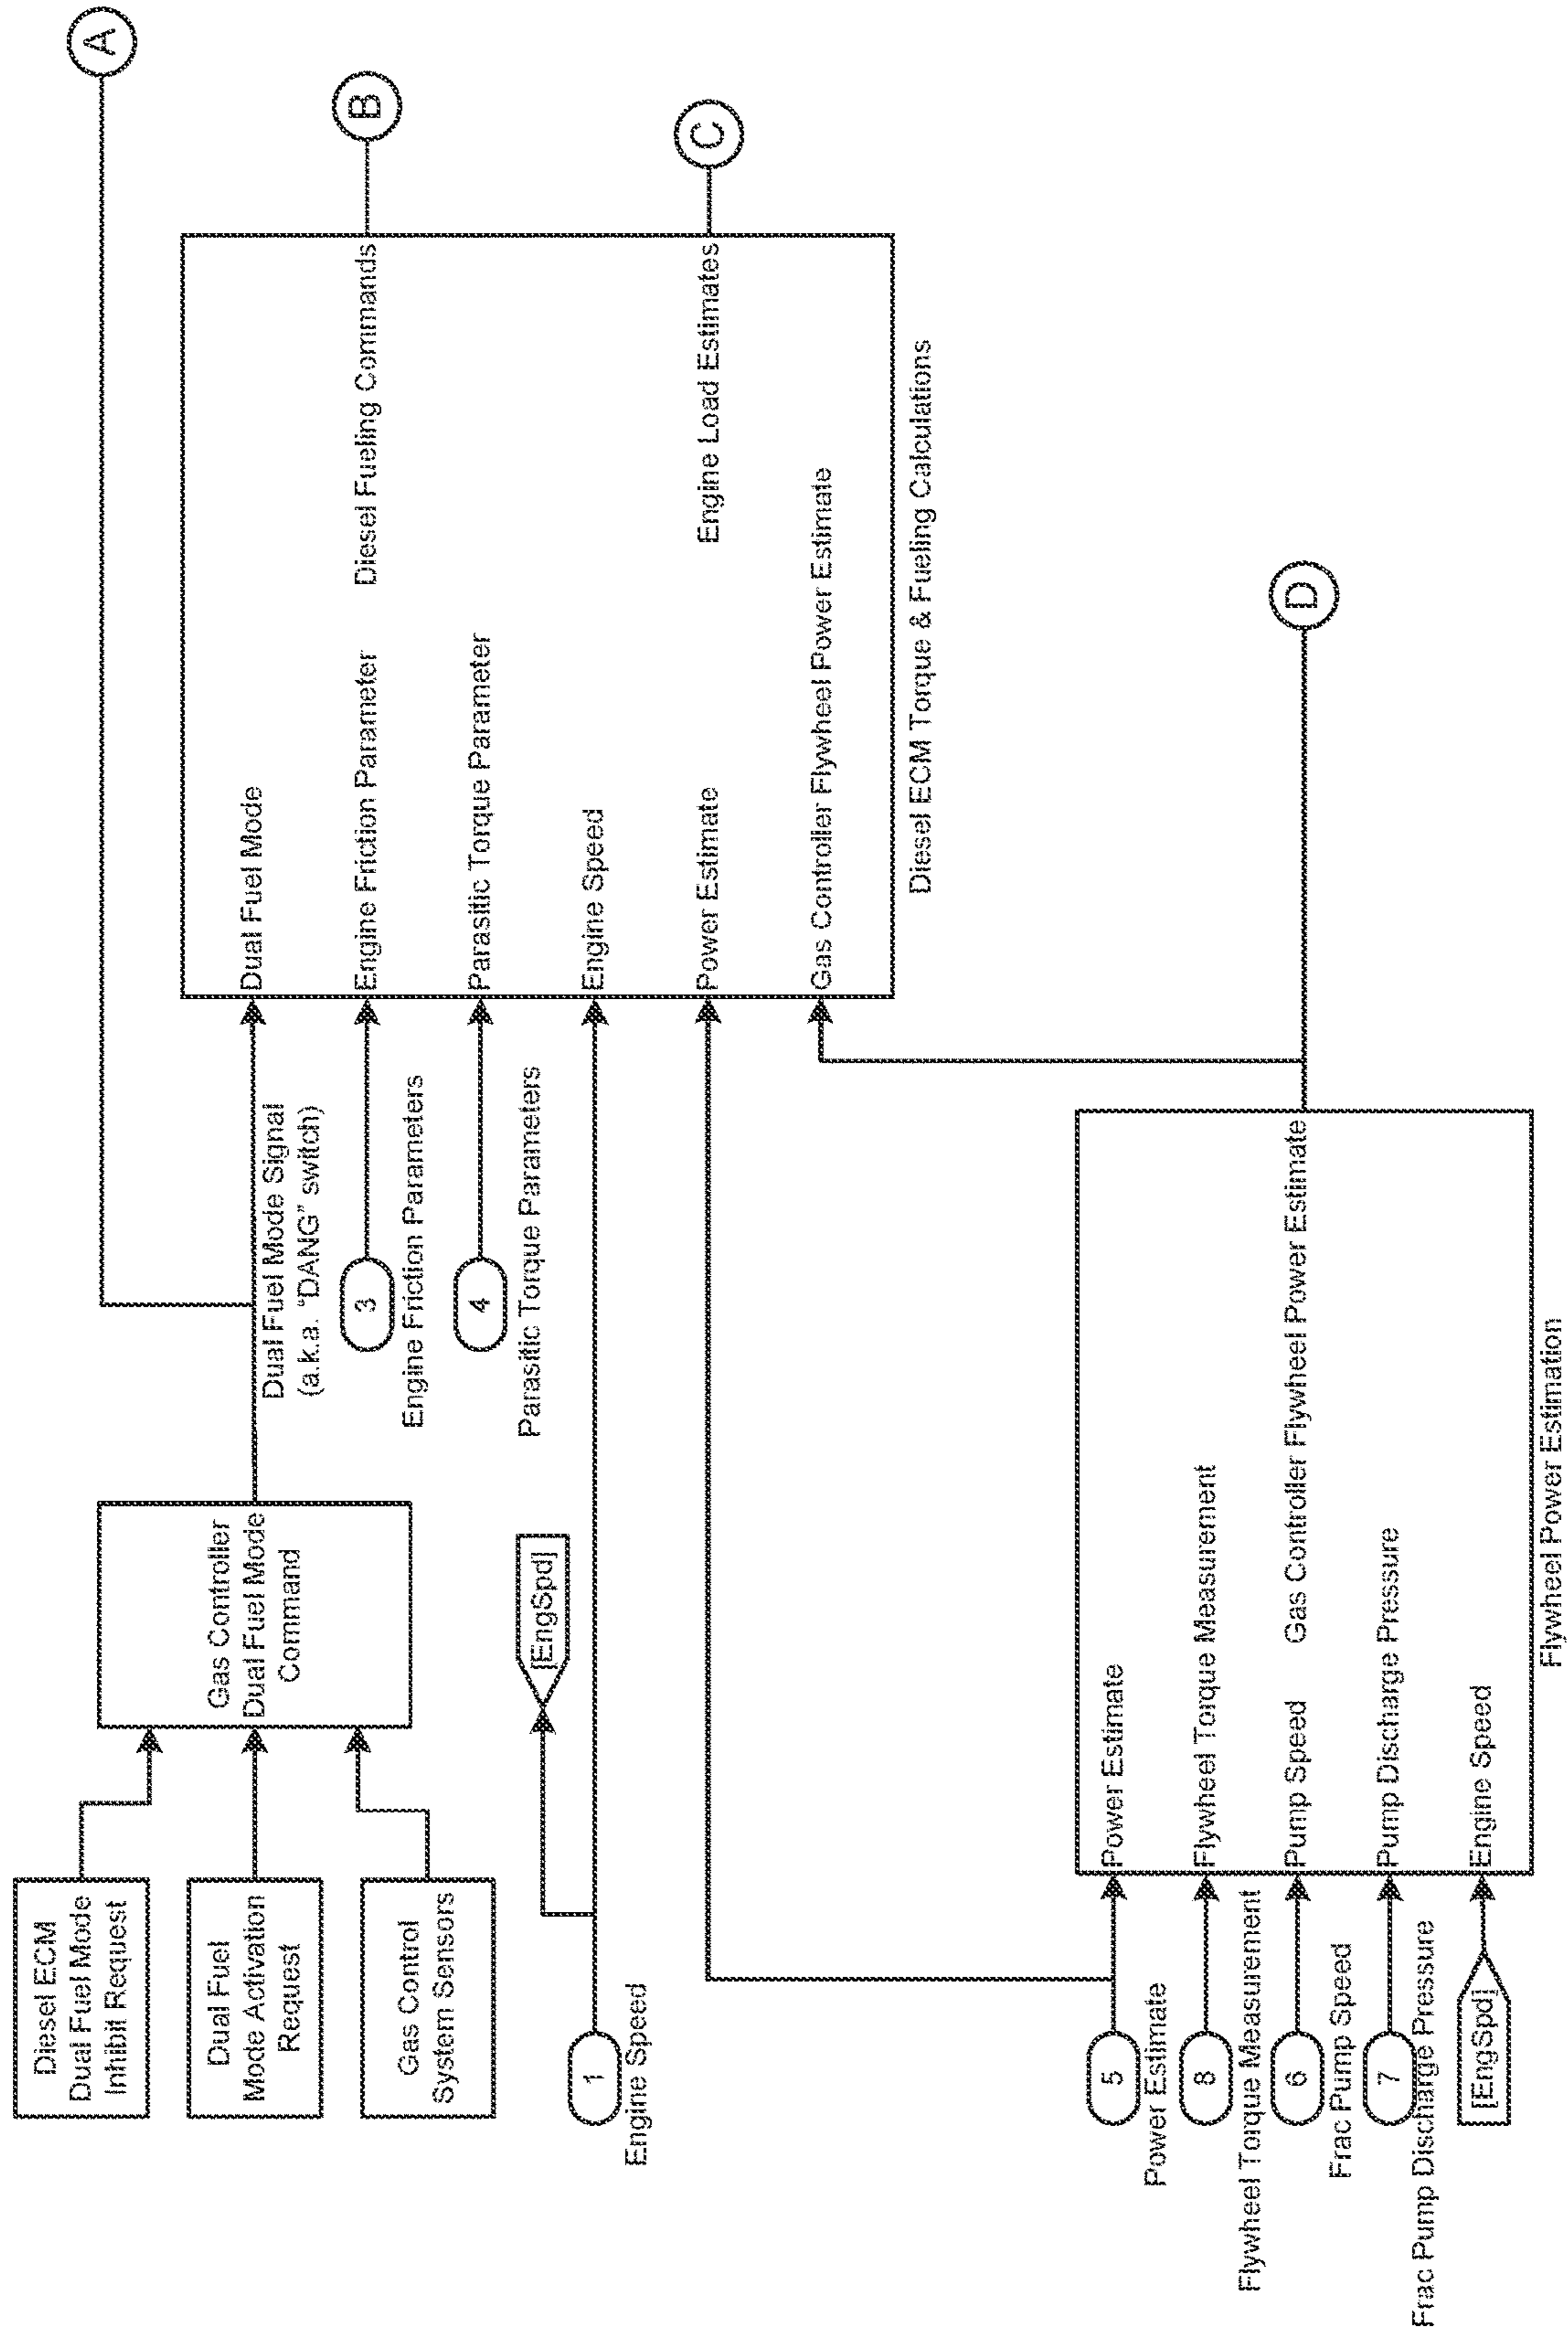 Diesel ECM
Dual Fuel Mode
Inhibit Request
Dual Fuel
Mode Activation
Request
Gas Control
System Sensors
Gas Controller
Dual Fuel Mode
Command
Dual Fuel Mode Signal
(a.k.a. "DANG" switch)
A
3
Engine Friction Parameters
4
Parasitic Torque Parameters
[EngSpd]
1
Engine Speed
Dual Fuel Mode
Engine Friction Parameter
Diesel Fueling Commands
Parasitic Torque Parameter
Engine Speed
Power Estimate
Engine Load Estimates
Gas Controller Flywheel Power Estimate
Diesel ECM Torque & Fueling Calculations
B
C
5
Power Estimate
8
Flywheel Torque Measurement
6
Frac Pump Speed
7
Frac Pump Discharge Pressure
[EngSpd]
Power Estimate
Flywheel Torque Measurement
Pump Speed
Gas Controller Flywheel Power Estimate
Pump Discharge Pressure
Engine Speed
Flywheel Power Estimation
D